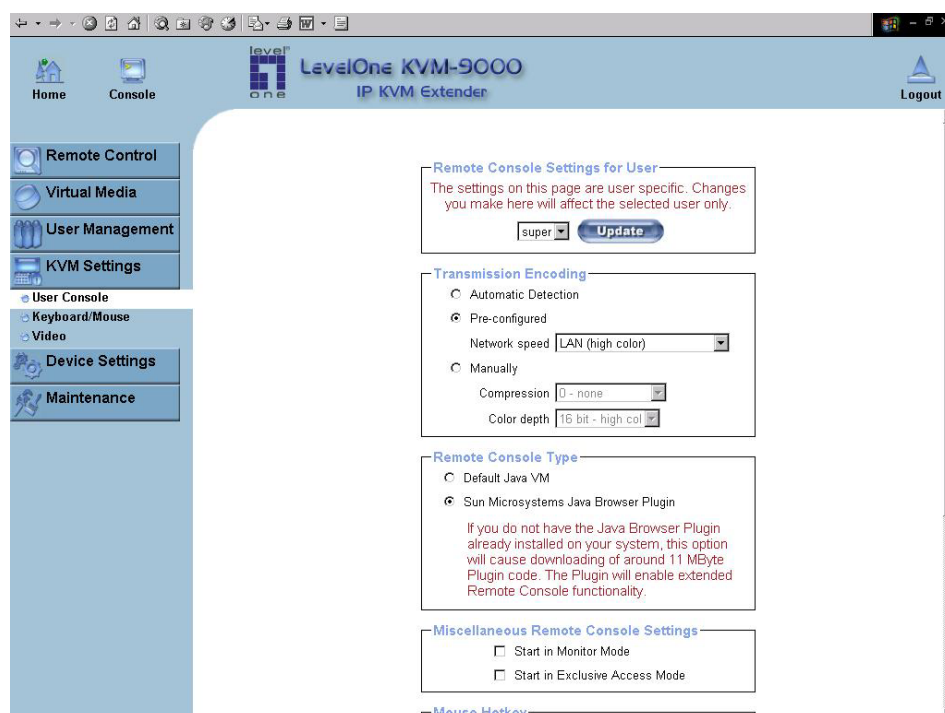 level
one
LevelOne KVM-9000
IP KVM Extender
Home
Console
Logout
Remote Control
Virtual Media
User Management
KVM Settings
User Console
Keyboard/Mouse
Video
Device Settings
Maintenance
Remote Console Settings for User
The settings on this page are user specific. Changes
you make here will affect the selected user only.
super
Update
Transmission Encoding
Automatic Detection
Pre-configured
Network speed LAN (high color)
Manually
Compression 0 - none
Color depth 16 bit - high col
Remote Console Type
Default Java VM
Sun Microsystems Java Browser Plugin
If you do not have the Java Browser Plugin
already installed on your system, this option
will cause downloading of around 11 MByte
Plugin code. The Plugin will enable extended
Remote Console functionality.
Miscellaneous Remote Console Settings
Start in Monitor Mode
Start in Exclusive Access Mode
Mouse Hotkey